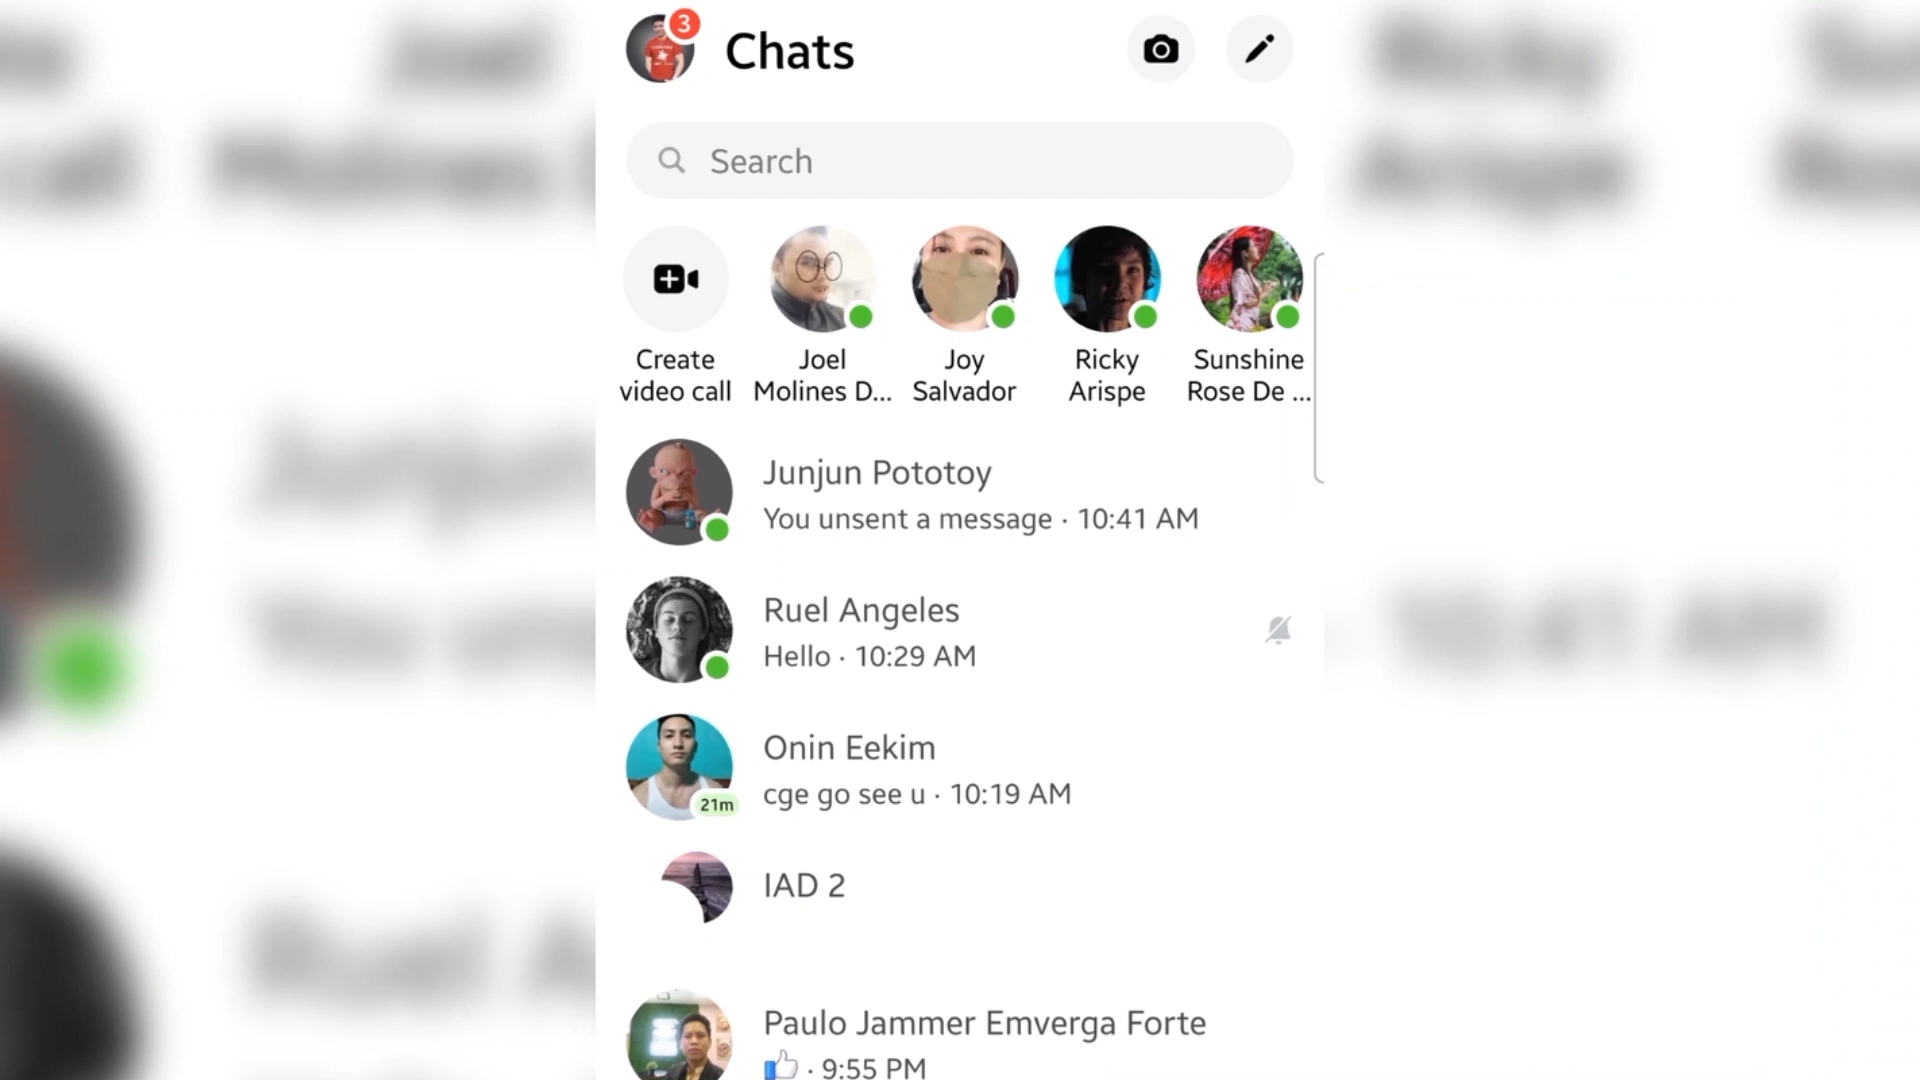 3
Chats
Search
Create
video call
Joel
Molines D...
Joy
Salvador
Ricky
Arispe
Sunshine
Rose De ...
Junjun Pototoy
You unsent a message · 10:41 AM
Ruel Angeles
Hello · 10:29 AM
Onin Eekim
cge go see u · 10:19 AM
21m
IAD 2
Paulo Jammer Emverga Forte
👍 · 9:55 PM